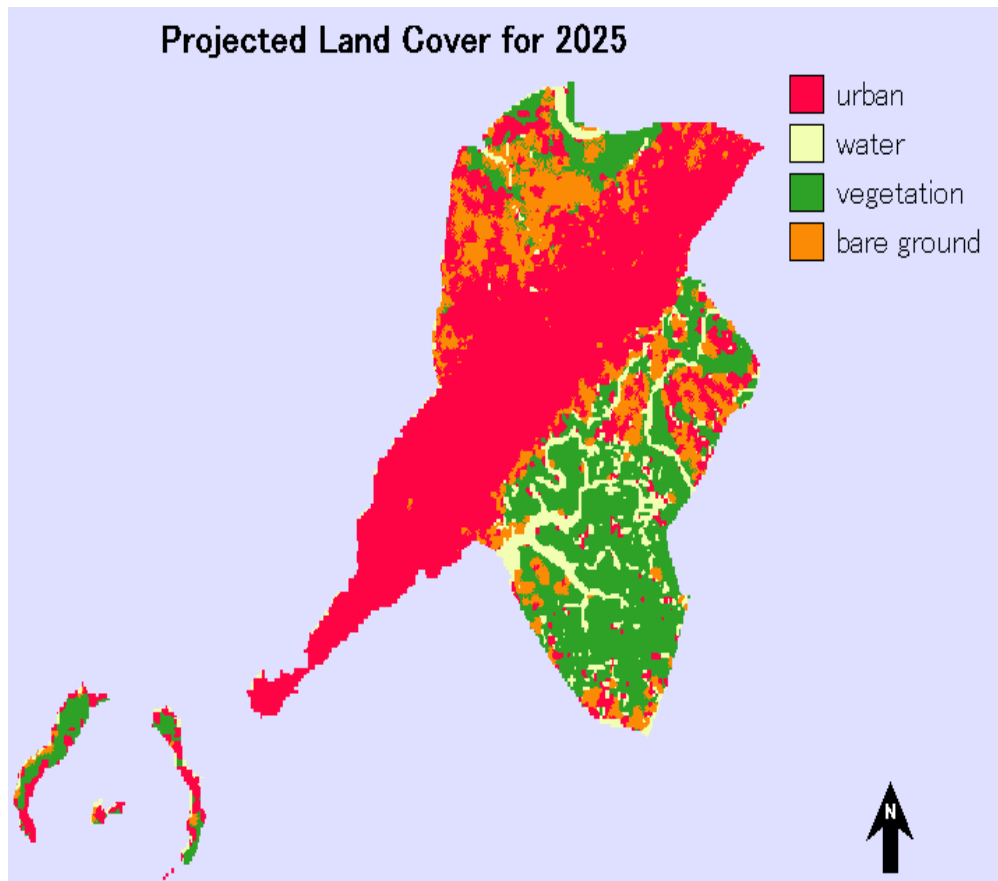 Projected Land Cover for 2025
urban
water
vegetation
bare ground
N